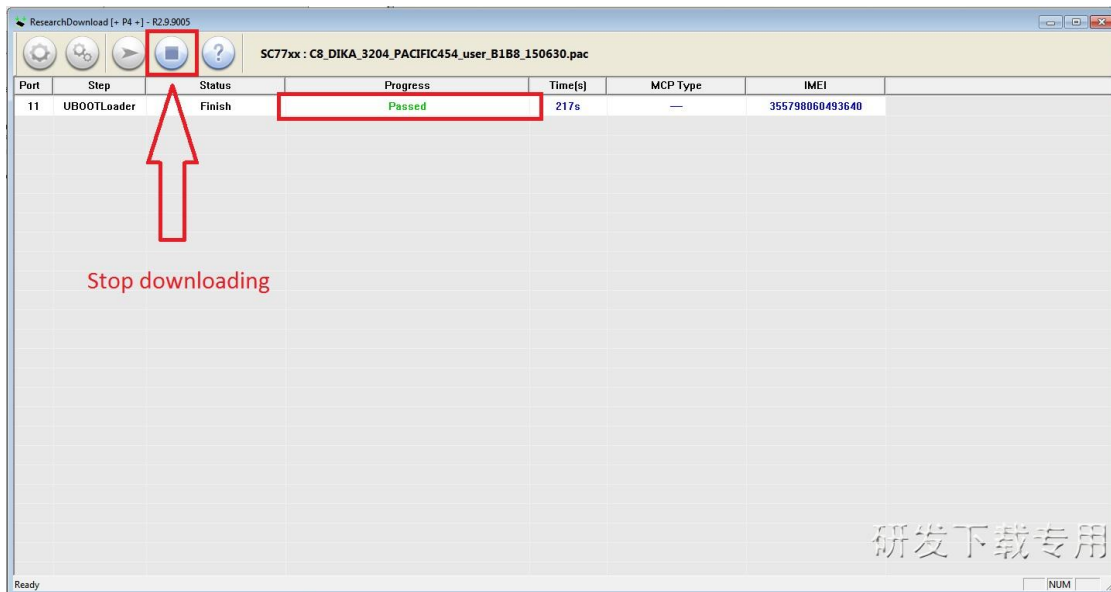 ResearchDownload [+ P4 +] - R2.9.9005
SC77xx : C8_DIKA_3204_PACIFIC454_user_B1B8_150630.pac
Port Step Status Progress Time(s) MCP Type IMEI
11 UBOOTLoader Finish Passed 217s — 355798060493640
Stop downloading
研发下载专用
Ready NUM